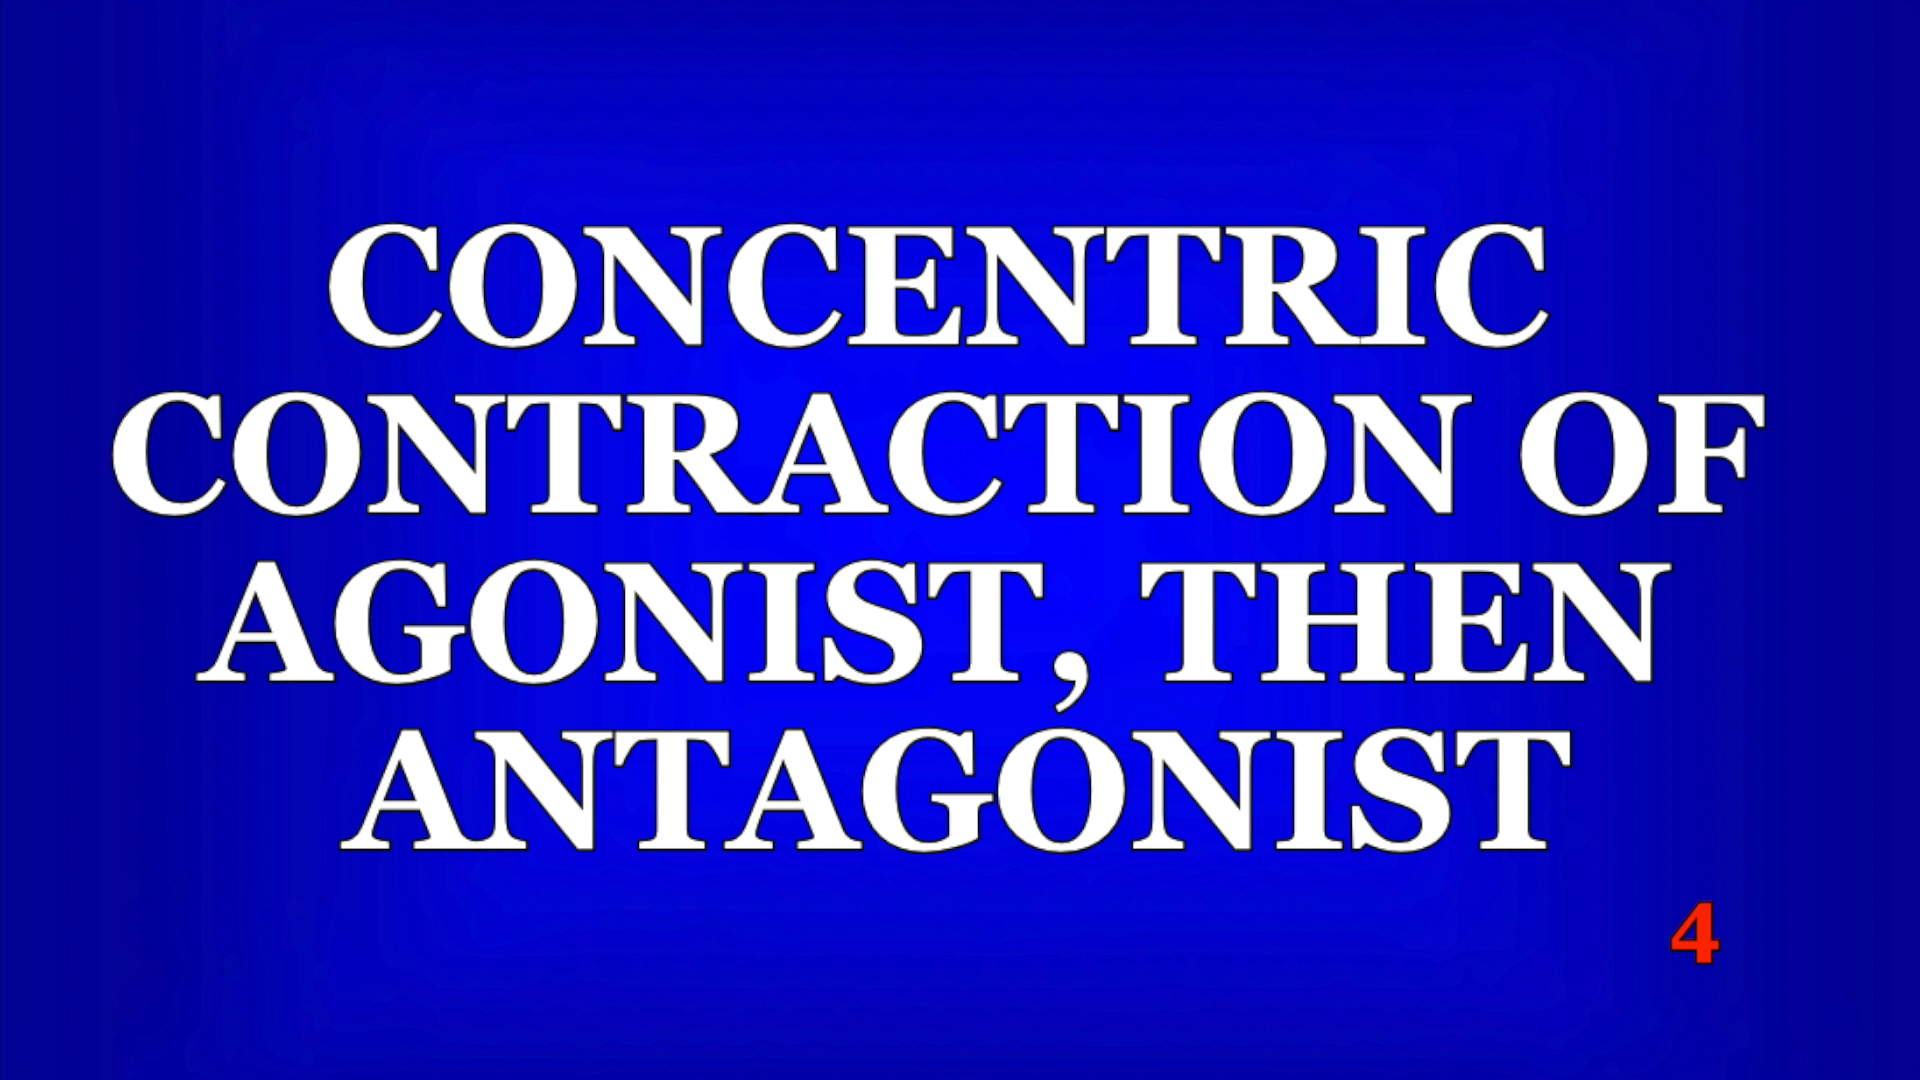 CONCENTRIC
CONTRACTION OF
AGONIST, THEN
ANTAGONIST
4